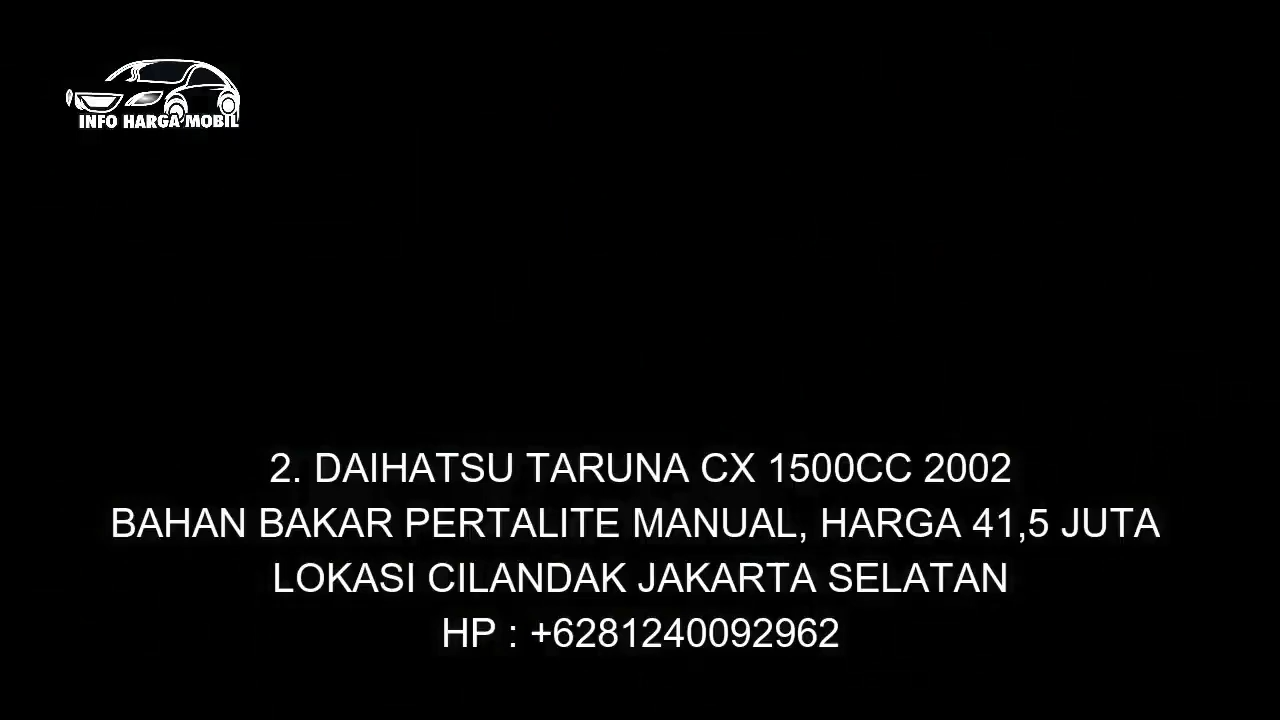 INFO HARGA MOBIL
2. DAIHATSU TARUNA CX 1500CC 2002
BAHAN BAKAR PERTALITE MANUAL, HARGA 41,5 JUTA
LOKASI CILANDAK JAKARTA SELATAN
HP : +6281240092962